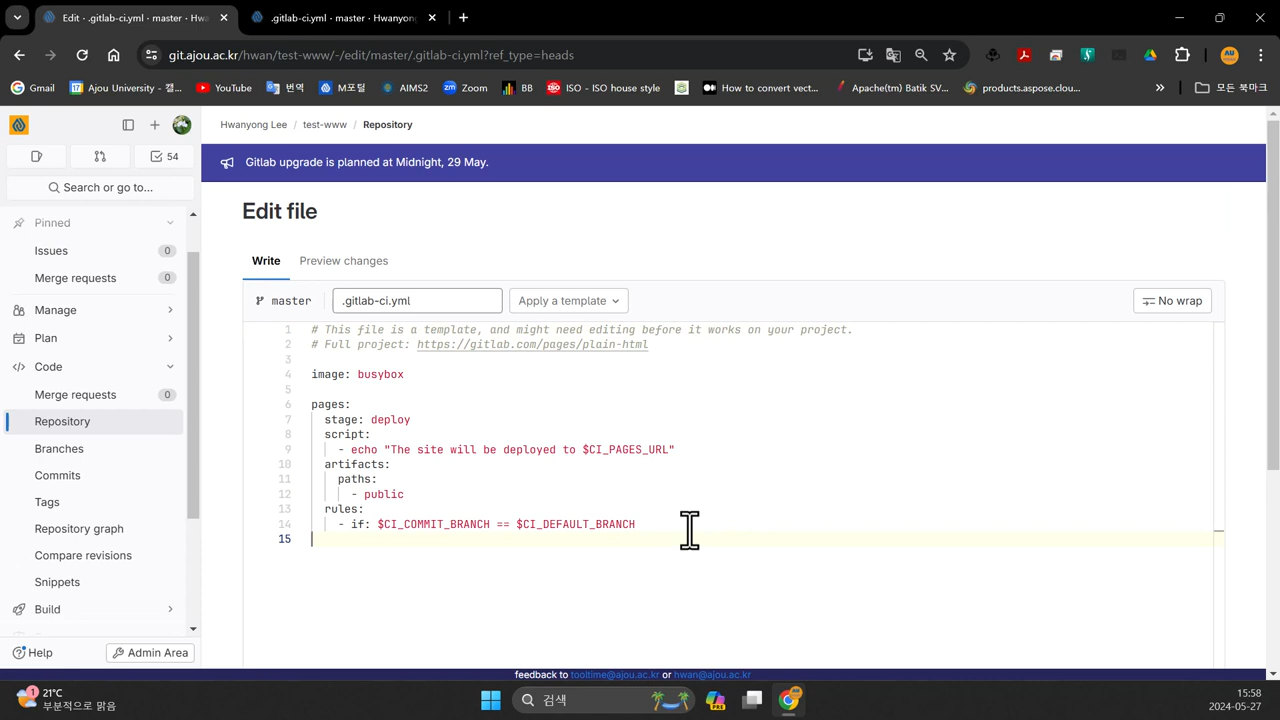 Edit · .gitlab-ci.yml · master · Hw
.gitlab-ci.yml · master · Hwanyong
git.ajou.ac.kr/hwan/test-www/-/edit/master/.gitlab-ci.yml?ref_type=heads
Gmail
Ajou University - 캘...
YouTube
번역
M포털
AIMS2
Zoom
BB
ISO - ISO house style
How to convert vect...
Apache(tm) Batik SV...
products.aspose.clou...
모든 북마크
Hwanyong Lee / test-www / Repository
54
Search or go to...
Gitlab upgrade is planned at Midnight, 29 May.
Pinned
Issues 0
Merge requests 0
Manage
Plan
Code
Merge requests 0
Repository
Branches
Commits
Tags
Repository graph
Compare revisions
Snippets
Build
Help
Admin Area
Edit file
Write
Preview changes
master
.gitlab-ci.yml
Apply a template
No wrap
1 # This file is a template, and might need editing before it works on your project.
2 # Full project: https://gitlab.com/pages/plain-html
3
4 image: busybox
5
6 pages:
7 stage: deploy
8 script:
9 - echo "The site will be deployed to $CI_PAGES_URL"
10 artifacts:
11 paths:
12 - public
13 rules:
14 - if: $CI_COMMIT_BRANCH == $CI_DEFAULT_BRANCH
15
feedback to tooltime@ajou.ac.kr or hwan@ajou.ac.kr
1
21°C
부분적으로 맑음
검색
PRE
15:58
2024-05-27